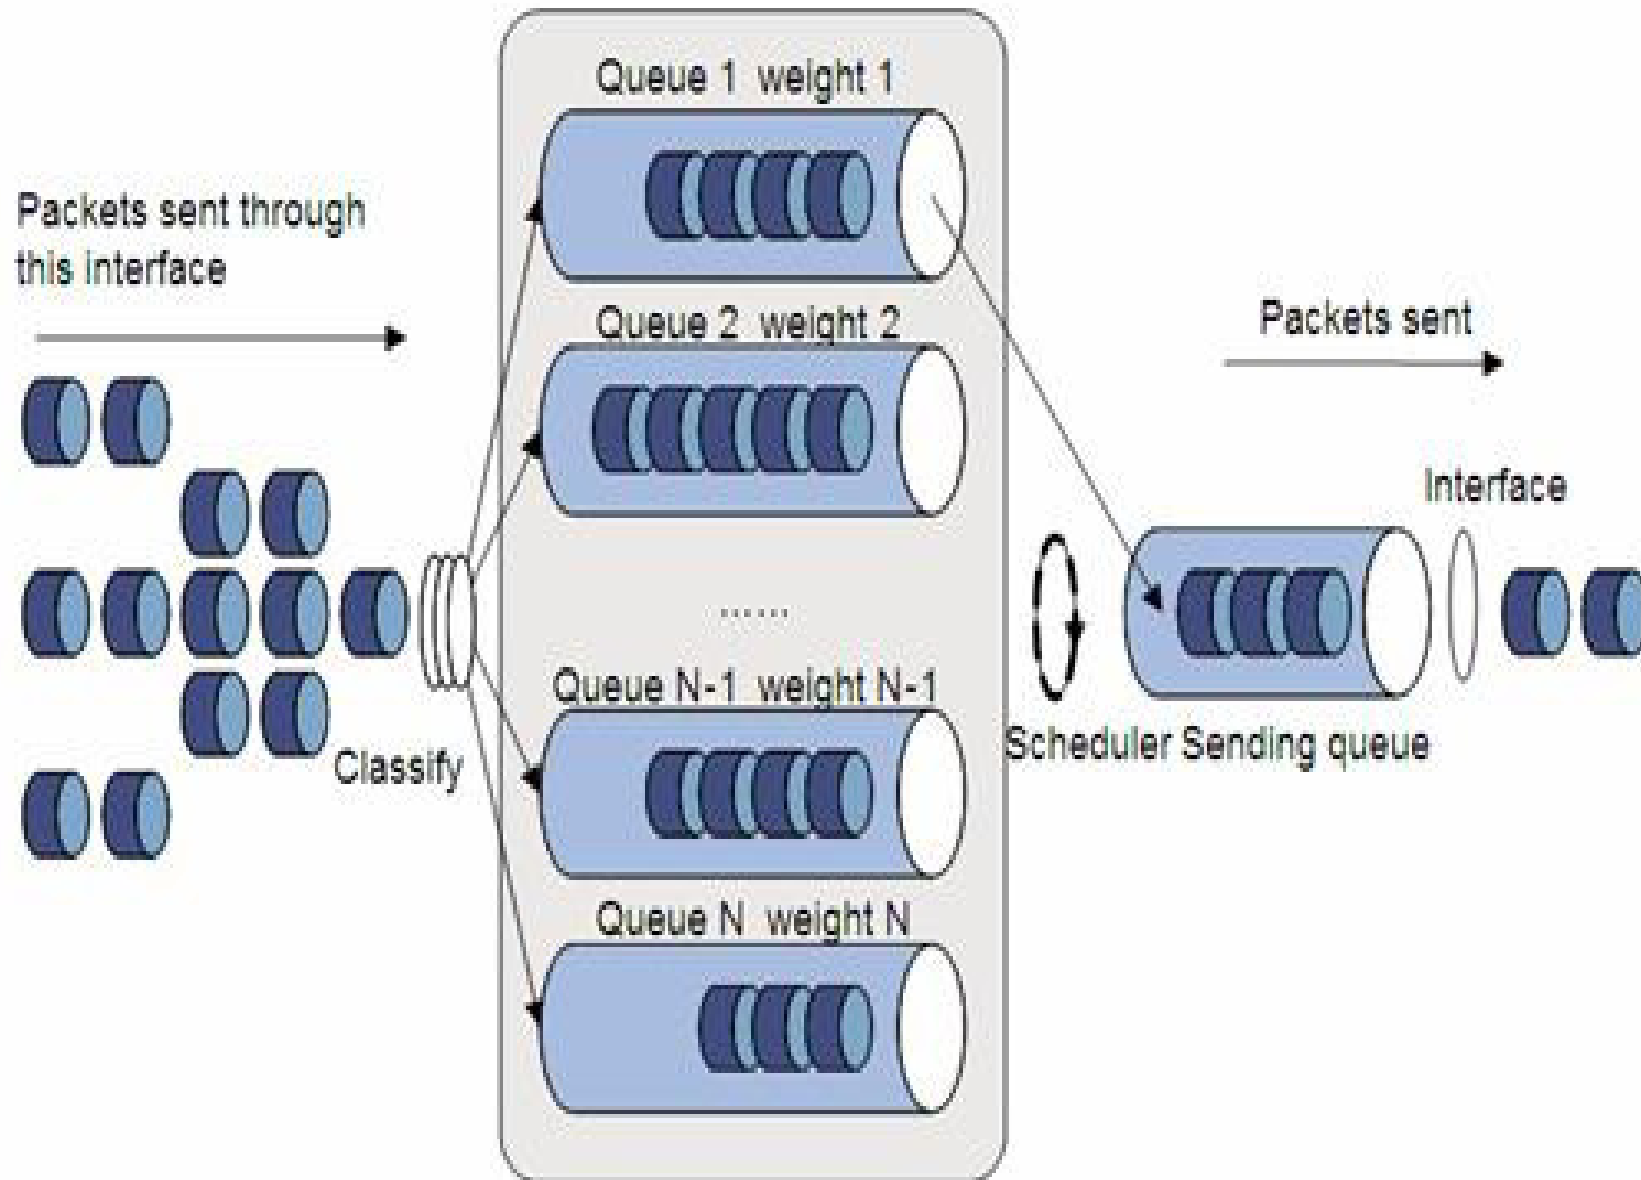 Queue 1 weight 1
Packets sent through
this interface
Queue 2 weight 2
Packets sent
Interface
......
Queue N-1 weight N-1
Scheduler Sending queue
Classify
Queue N weight N